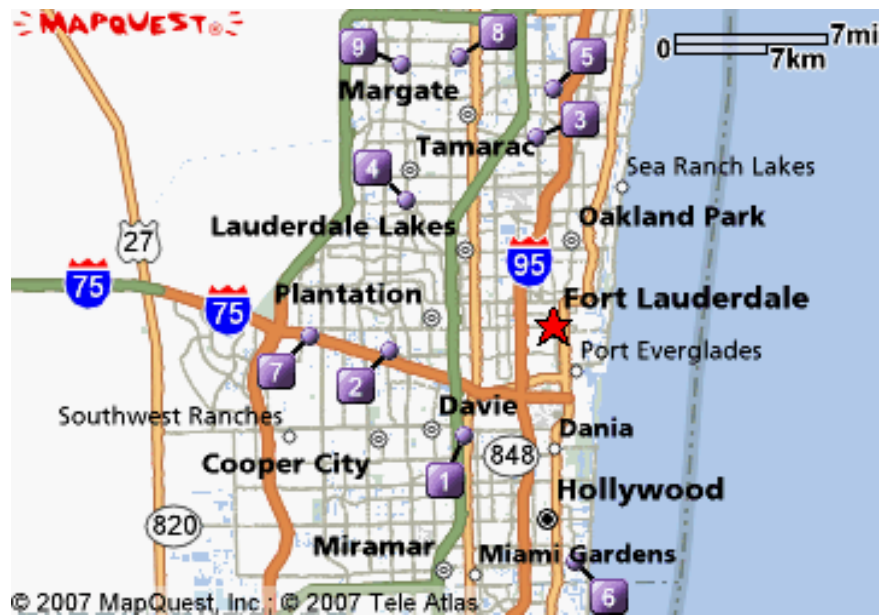 MAPQUEST
0 7mi
7km
9
8
5
Margate
3
Tamarac
4
Sea Ranch Lakes
Lauderdale Lakes
Oakland Park
27
95
75
75
Plantation
Fort Lauderdale
7
2
Port Everglades
Southwest Ranches
Davie
Cooper City
848
Dania
1
Hollywood
820
Miramar
Miami Gardens
6
© 2007 MapQuest, Inc.; © 2007 Tele Atlas